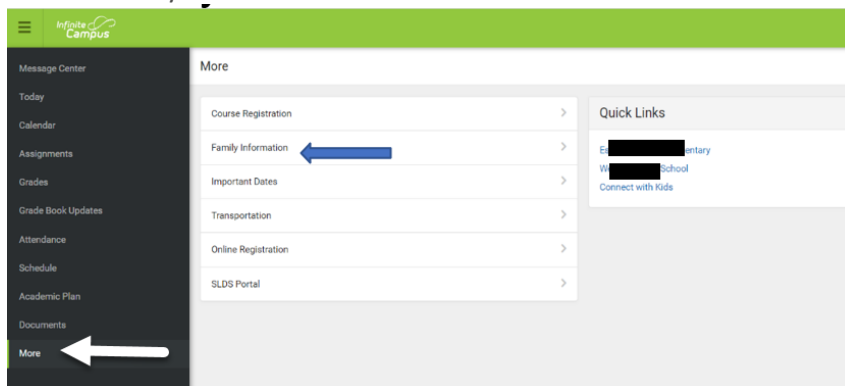 Infinite
Campus
Message Center
Today
Calendar
Assignments
Grades
Grade Book Updates
Attendance
Schedule
Academic Plan
Documents
More
More
Course Registration
Family Information
Important Dates
Transportation
Online Registration
SLDS Portal
Quick Links
Es entary
W School
Connect with Kids